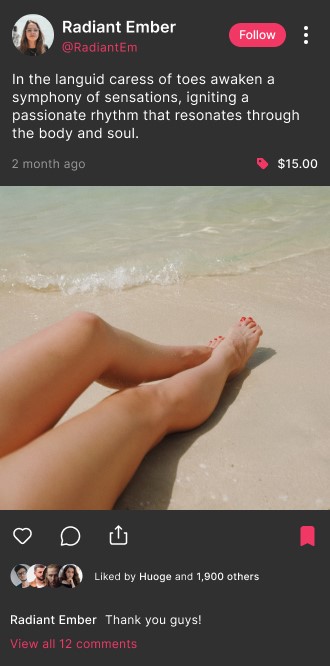 Radiant Ember
@RadiantEm
Follow
In the languid caress of toes awaken a
symphony of sensations, igniting a
passionate rhythm that resonates through
the body and soul.
2 month ago
$15.00
Liked by Huoge and 1,900 others
Radiant Ember Thank you guys!
View all 12 comments